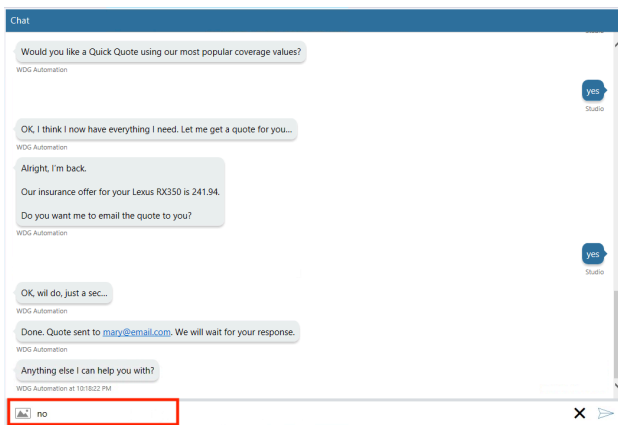 Chat
Would you like a Quick Quote using our most popular coverage values?
WDG Automation
yes
Studio
OK, I think I now have everything I need. Let me get a quote for you...
WDG Automation
Alright, I'm back.
Our insurance offer for your Lexus RX350 is 241.94.
Do you want me to email the quote to you?
WDG Automation
yes
Studio
OK, wil do, just a sec...
WDG Automation
Done. Quote sent to mary@email.com. We will wait for your response.
WDG Automation
Anything else I can help you with?
WDG Automation at 10:18:22 PM
no